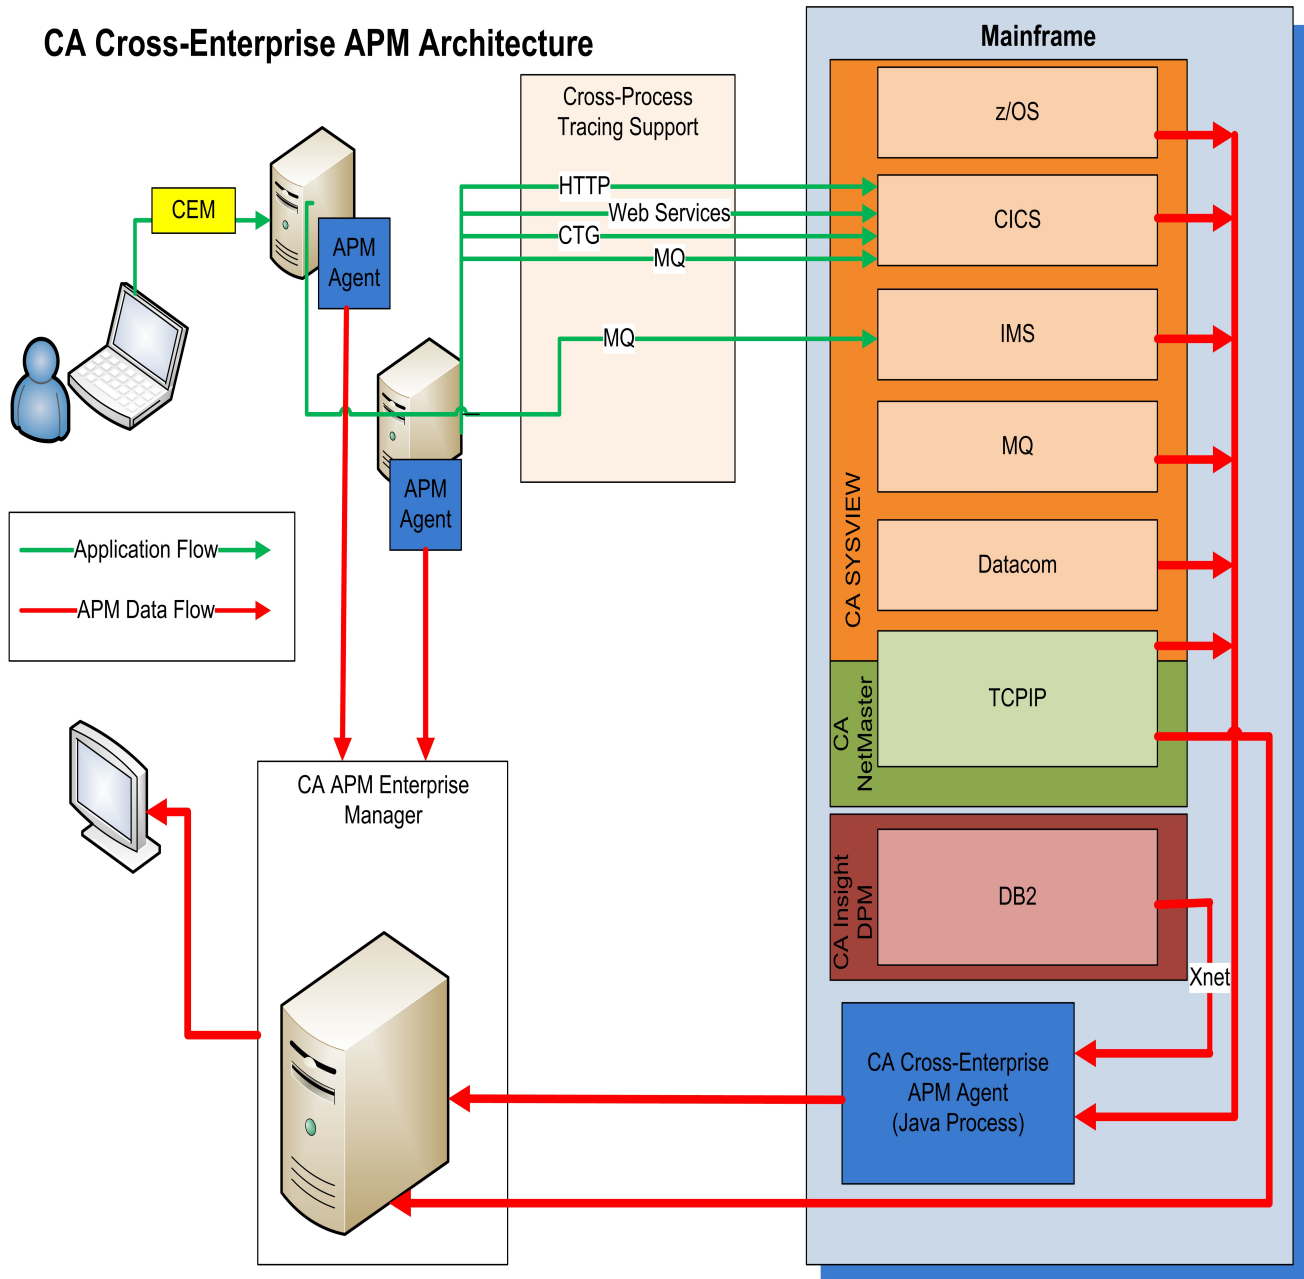 CA Cross-Enterprise APM Architecture
Mainframe
Cross-Process
Tracing Support
z/OS
HTTP
CEM
Web Services
CICS
CTG
APM
Agent
MQ
MQ
IMS
MQ
APM
Agent
CA SYSVIEW
Application Flow
Datacom
APM Data Flow
CA
NetMaster
TCPIP
CA APM Enterprise
Manager
CA Insight
DPM
DB2
Xnet
CA Cross-Enterprise
APM Agent
(Java Process)